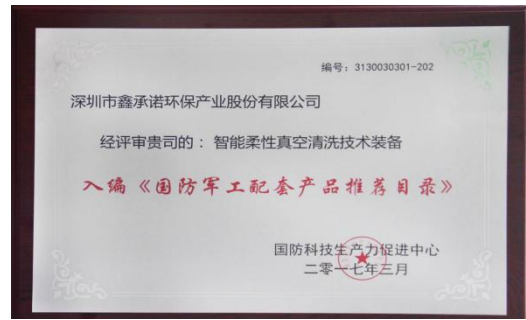 编号：3130030301-202
深圳市鑫承诺环保产业股份有限公司
经评审贵司的：智能柔性真空清洗技术装备
入编《国防军工配套产品推荐目录》
国防科技生产力促进中心
二零一七年三月